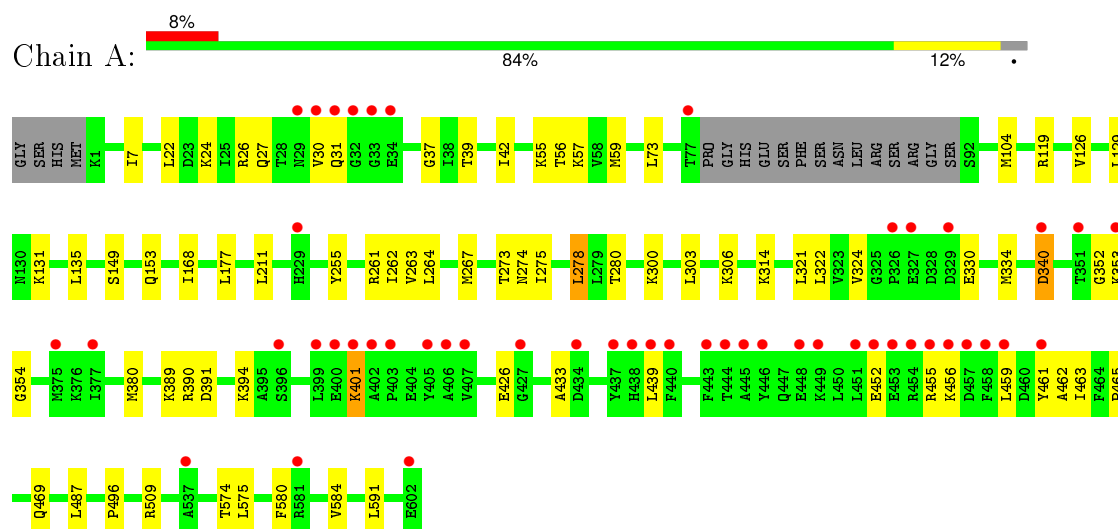 8%
Chain A:
84% 12% •
GLY SER HIS MET K1 I7 L22 D23 K24 I25 R26 Q27 T28 N29 V30 Q31 G32 G33 E34 G37 I38 T39 I42 K55 T56 K57 V58 M59 L73 T77 PRO GLY HIS GLU SER PHE SER ASN LEU ARG SER ARG GLY SER S92 M104 R119 V126 L129
N130 K131 L135 S149 Q153 I168 L177 L211 H229 Y255 R261 I262 V263 L264 M267 T273 N274 I275 L278 L279 T280 K300 L303 K306 K314 L321 L322 V323 V324 G325 P326 E327 D328 D329 E330 M334 D340 T351 G352 K353
G354 M375 K376 I377 M380 K389 R390 D391 K394 A395 S396 L399 E400 K401 A402 P403 E404 Y405 A406 V407 E426 G427 A433 D434 Y437 H438 L439 F440 F443 T444 A445 Y446 Q447 E448 K449 L450 L451 E452 E453 R454 R455 K456 D457 F458 L459 D460 Y461 A462 I463 F464 P465
Q469 L487 P496 R509 A537 T574 L575 F580 R581 V584 L591 E602